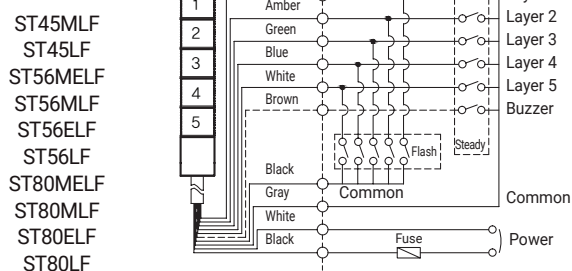 ST45MLF
ST45LF
ST56MELF
ST56MLF
ST56ELF
ST56LF
ST80MELF
ST80MLF
ST80ELF
ST80LF
1
2
3
4
5
Amber
Green
Blue
White
Brown
Black
Gray
White
Black
Flash
Steady
Common
Fuse
Layer 2
Layer 3
Layer 4
Layer 5
Buzzer
Common
Power